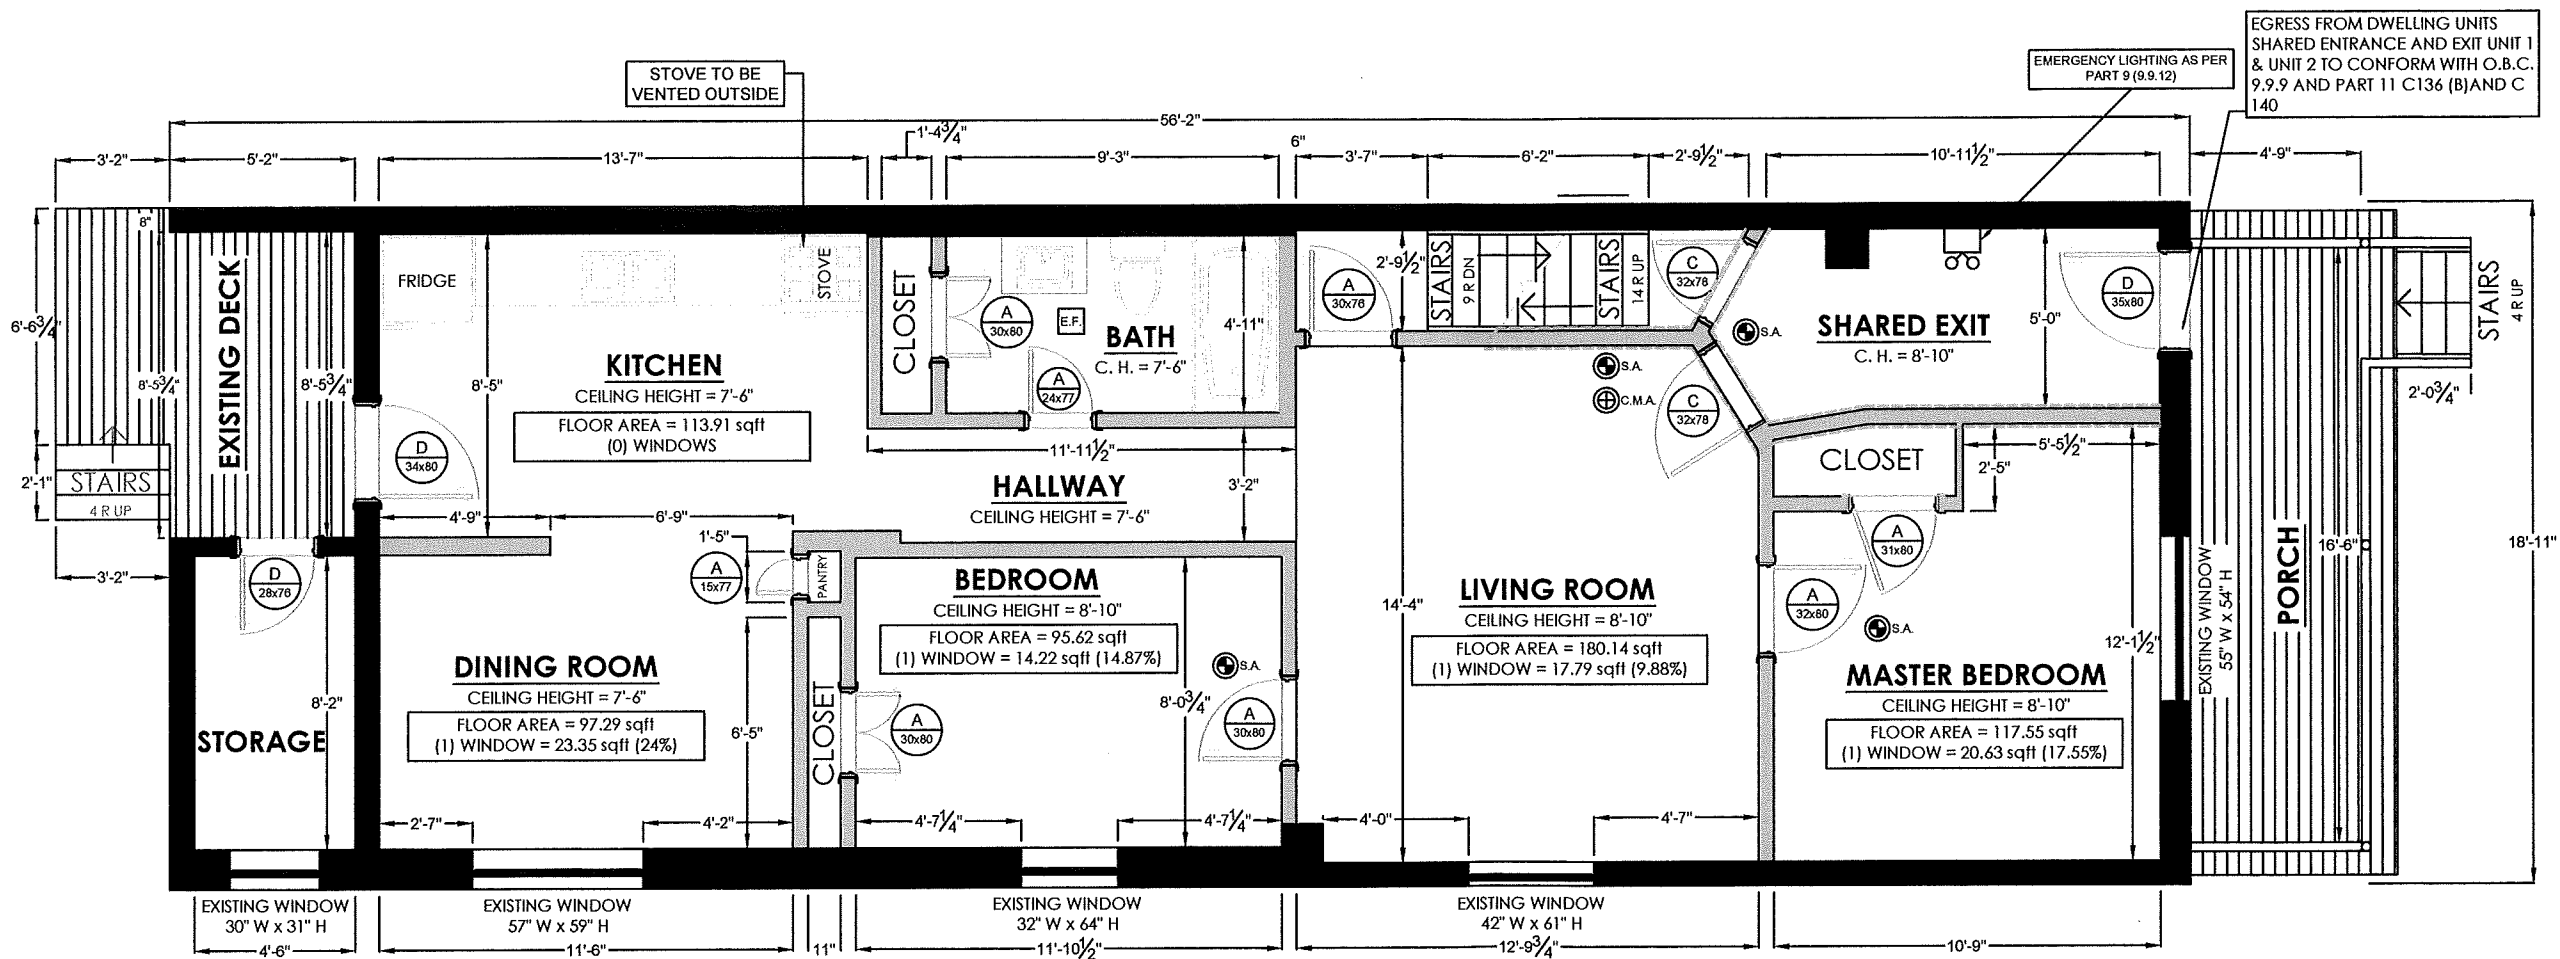 EGRESS FROM DWELLING UNITS
SHARED ENTRANCE AND EXIT UNIT 1
& UNIT 2 TO CONFORM WITH O.B.C.
9.9.9 AND PART 11 C136 (B)AND C
140
EMERGENCY LIGHTING AS PER
PART 9 (9.9.12)
STOVE TO BE
VENTED OUTSIDE
56'-2"
1'-4¾"
6"
3'-2"
5'-2"
13'-7"
9'-3"
3'-7"
6'-2"
2'-9½"
10'-11½"
4'-9"
8"
6'-6¾"
8'-5¾"
EXISTING DECK
8'-5¾"
FRIDGE
8'-5"
STOVE
KITCHEN
CEILING HEIGHT = 7'-6"
FLOOR AREA = 113.91 sqft
(0) WINDOWS
D
34x80
CLOSET
A
30x80
E.F.
BATH
C. H. = 7'-6"
4'-11"
A
24x77
A
30x76
2'-9½"
STAIRS
9 R DN
STAIRS
14 R UP
C
32x78
S.A.
SHARED EXIT
C. H. = 8'-10"
5'-0"
D
35x80
STAIRS
4 R UP
2'-0¾"
S.A.
C.M.A.
C
32x78
2'-1"
STAIRS
4 R UP
3'-2"
4'-9"
6'-9"
11'-11½"
HALLWAY
CEILING HEIGHT = 7'-6"
3'-2"
CLOSET
2'-5"
5'-5½"
A
31x80
D
28x76
1'-5"
A
15x77
PANTRY
BEDROOM
CEILING HEIGHT = 8'-10"
FLOOR AREA = 95.62 sqft
(1) WINDOW = 14.22 sqft (14.87%)
S.A.
8'-0¾"
A
30x80
A
30x80
14'-4"
LIVING ROOM
CEILING HEIGHT = 8'-10"
FLOOR AREA = 180.14 sqft
(1) WINDOW = 17.79 sqft (9.88%)
A
32x80
S.A.
12'-1½"
MASTER BEDROOM
CEILING HEIGHT = 8'-10"
FLOOR AREA = 117.55 sqft
(1) WINDOW = 20.63 sqft (17.55%)
EXISTING WINDOW
55" W x 54" H
PORCH
16'-6"
18'-11"
8'-2"
STORAGE
DINING ROOM
CEILING HEIGHT = 7'-6"
FLOOR AREA = 97.29 sqft
(1) WINDOW = 23.35 sqft (24%)
6'-5"
CLOSET
2'-7"
4'-2"
4'-7¼"
4'-7¼"
4'-0"
4'-7"
EXISTING WINDOW
30" W x 31" H
EXISTING WINDOW
57" W x 59" H
EXISTING WINDOW
32" W x 64" H
EXISTING WINDOW
42" W x 61" H
4'-6"
11'-6"
11"
11'-10½"
12'-9¾"
10'-9"